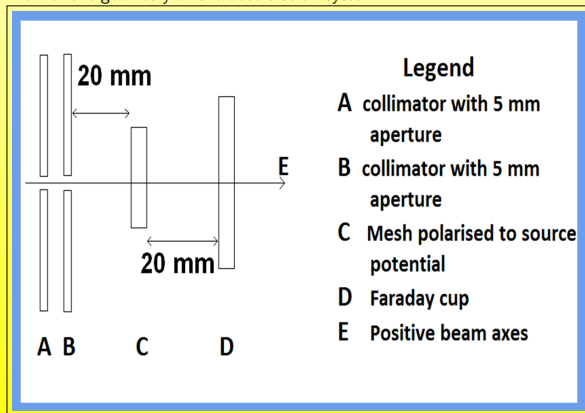 20 mm
E
20 mm
A B C D
Legend
A collimator with 5 mm
aperture
B collimator with 5 mm
aperture
C Mesh polarised to source
potential
D Faraday cup
E Positive beam axes